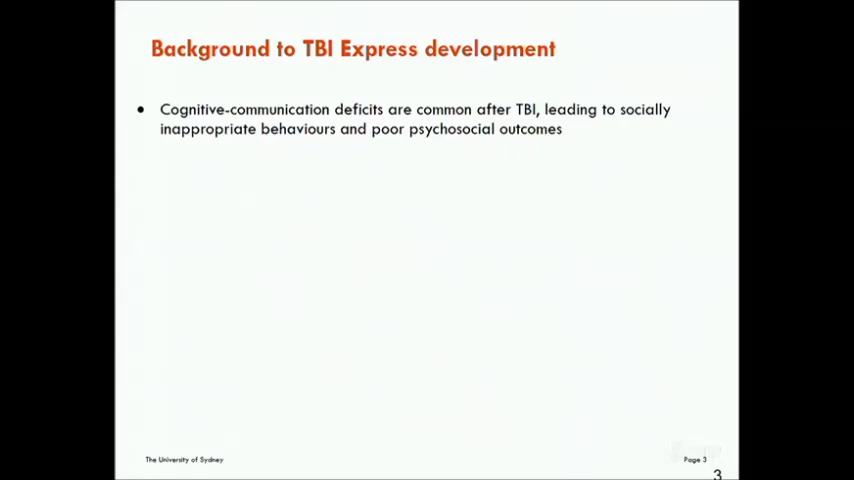 Background to TBI Express development
• Cognitive-communication deficits are common after TBI, leading to socially
inappropriate behaviours and poor psychosocial outcomes
The University of Sydney
Page 3
3